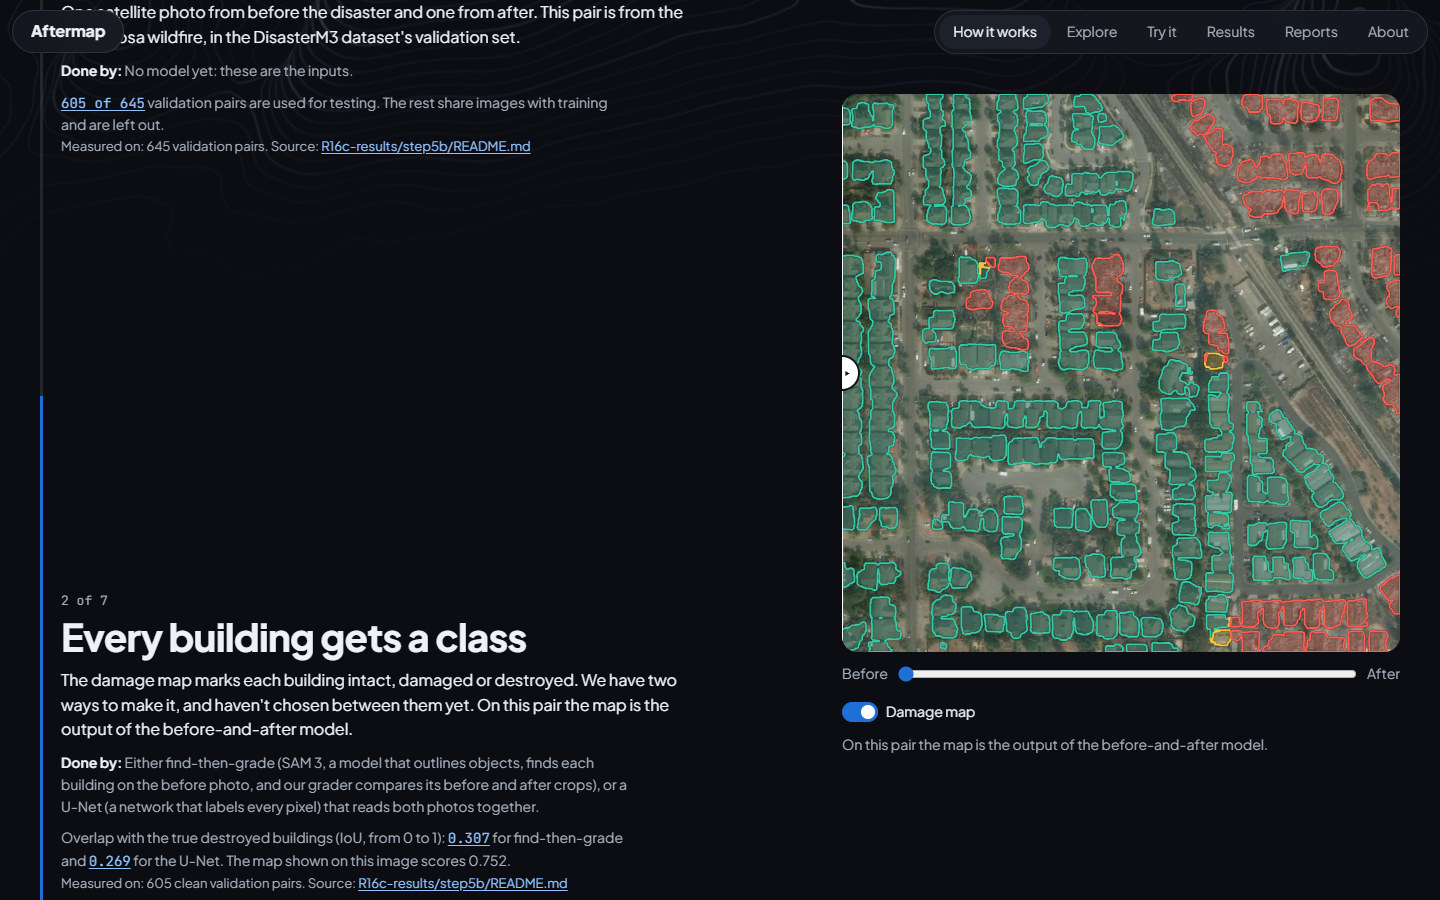 Aftermap
How it works
Explore
Try it
Results
Reports
About
satellite photo from before the disaster and one from after. This pair is from the
wildfire, in the DisasterM3 dataset's validation set.
Done by: No model yet: these are the inputs.
605 of 645 validation pairs are used for testing. The rest share images with training
and are left out.
Measured on: 645 validation pairs. Source: R16c-results/step5b/README.md
2 of 7
Every building gets a class
The damage map marks each building intact, damaged or destroyed. We have two
ways to make it, and haven't chosen between them yet. On this pair the map is the
output of the before-and-after model.
Done by: Either find-then-grade (SAM 3, a model that outlines objects, finds each
building on the before photo, and our grader compares its before and after crops), or a
U-Net (a network that labels every pixel) that reads both photos together.
Overlap with the true destroyed buildings (IoU, from 0 to 1): 0.307 for find-then-grade
and 0.269 for the U-Net. The map shown on this image scores 0.752.
Measured on: 605 clean validation pairs. Source: R16c-results/step5b/README.md
Before
After
Damage map
On this pair the map is the output of the before-and-after model.